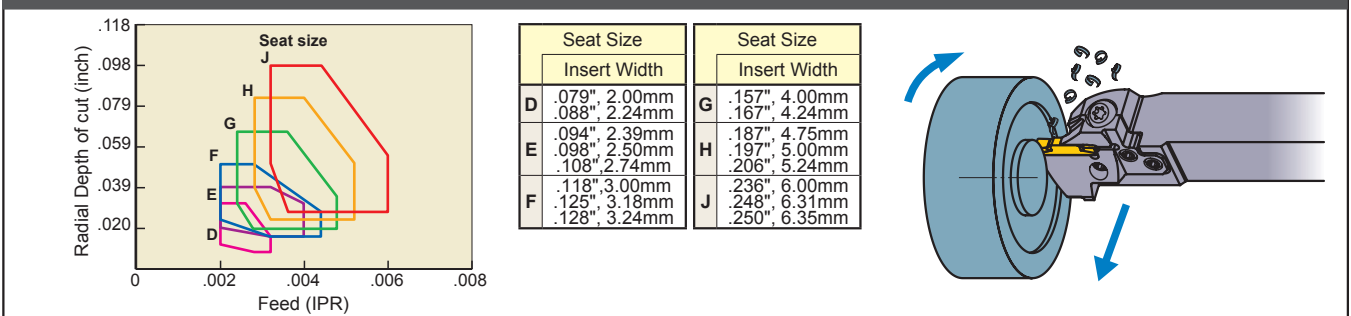 .118
.098
.079
.059
.039
.020
Radial Depth of cut (inch)
Seat size
J
H
G
F
E
D
0 .002 .004 .006 .008
Feed (IPR)
Seat Size
Insert Width
D .079", 2.00mm
.088", 2.24mm
E .094", 2.39mm
.098", 2.50mm
.108",2.74mm
F .118",3.00mm
.125", 3.18mm
.128", 3.24mm
Seat Size
Insert Width
G .157", 4.00mm
.167", 4.24mm
H .187", 4.75mm
.197", 5.00mm
.206", 5.24mm
J .236", 6.00mm
.248", 6.31mm
.250", 6.35mm